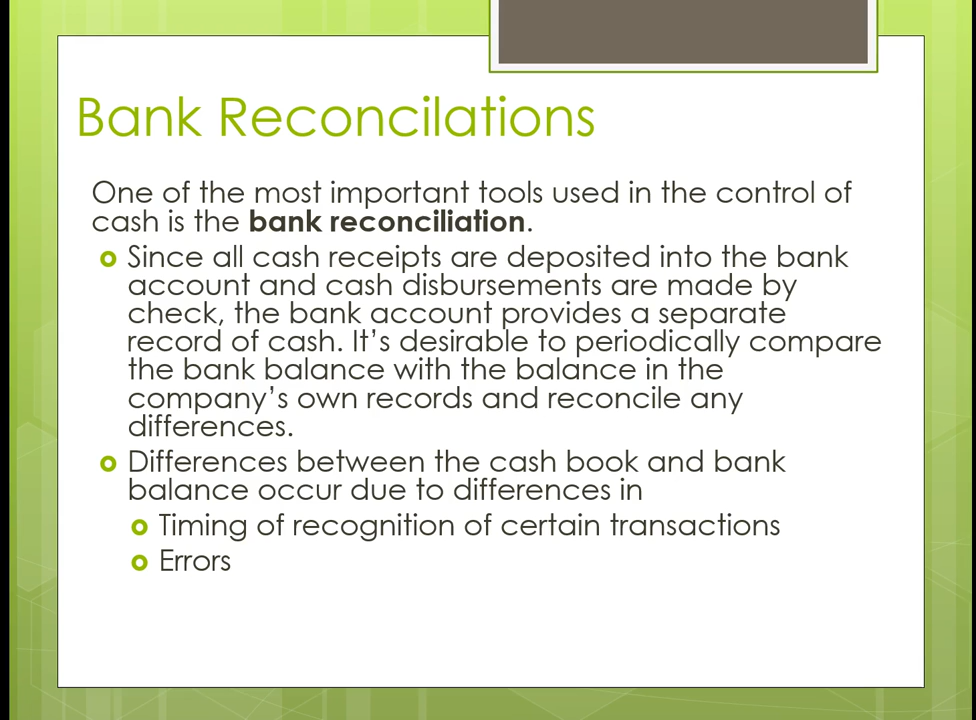 Bank Reconcilations
One of the most important tools used in the control of
cash is the bank reconciliation.
Since all cash receipts are deposited into the bank
account and cash disbursements are made by
check, the bank account provides a separate
record of cash. It’s desirable to periodically compare
the bank balance with the balance in the
company’s own records and reconcile any
differences.
Differences between the cash book and bank
balance occur due to differences in
Timing of recognition of certain transactions
Errors